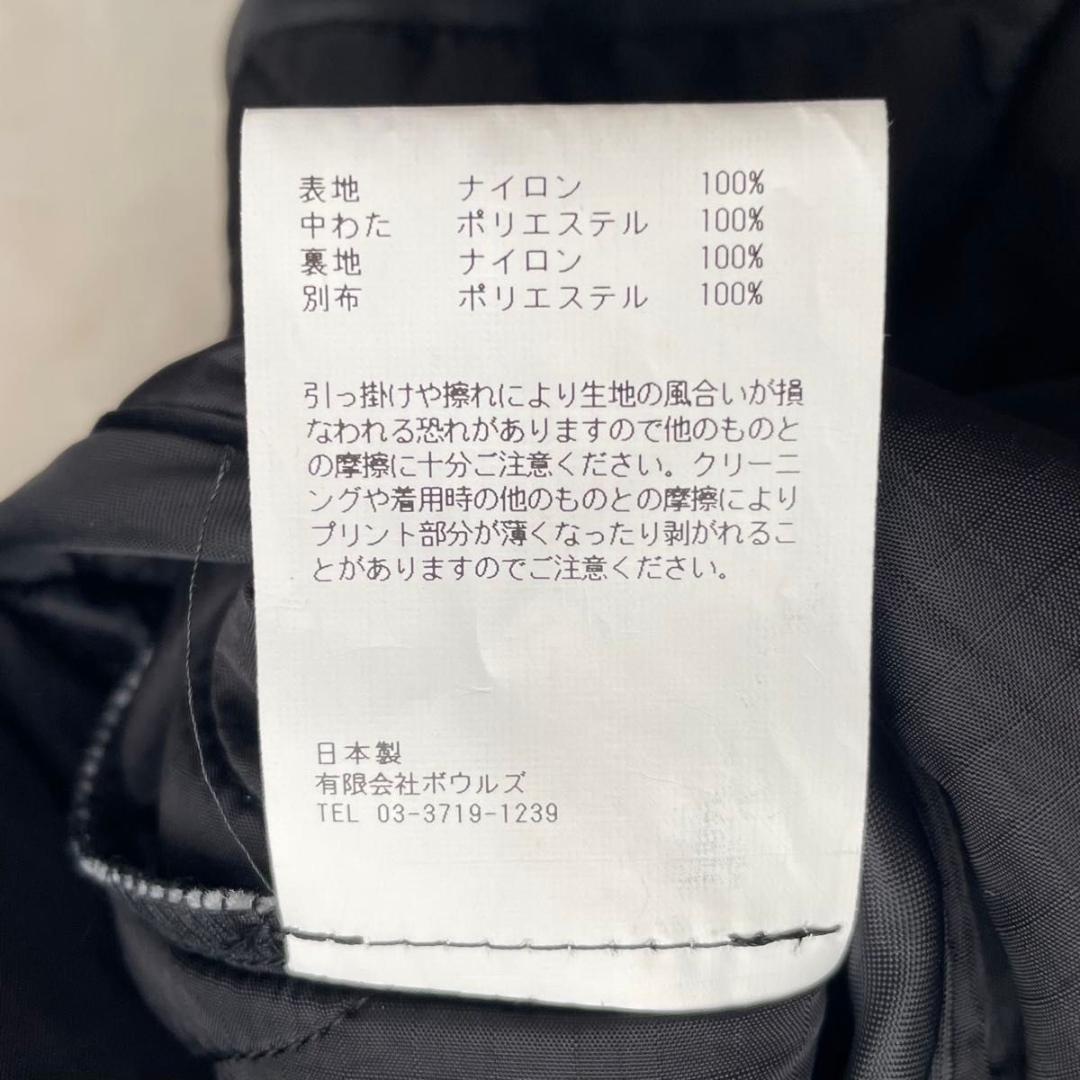 表地 ナイロン 100%
中わた ポリエステル 100%
裏地 ナイロン 100%
別布 ポリエステル 100%
引っ掛けや擦れにより生地の風合いが損
なわれる恐れがありますので他のものと
の摩擦に十分ご注意ください。クリーニ
ングや着用時の他のものとの摩擦により
プリント部分が薄くなったり剥がれるこ
とがありますのでご注意ください。
日本製
有限会社ボウルズ
TEL 03-3719-1239